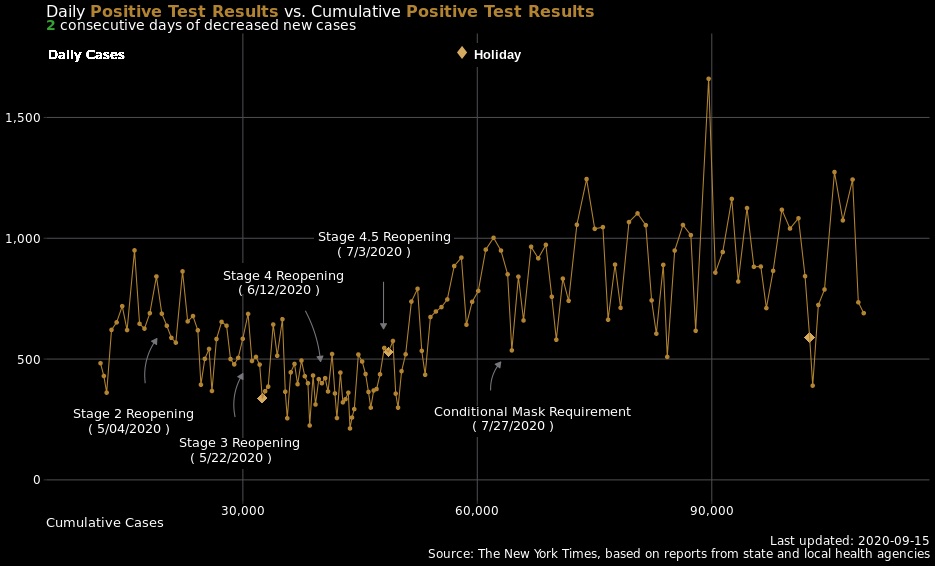 Daily Positive Test Results vs. Cumulative Positive Test Results
2 consecutive days of decreased new cases
Daily Cases
Holiday
1,500
1,000
500
0
Stage 4.5 Reopening
( 7/3/2020 )
Stage 4 Reopening
( 6/12/2020 )
Stage 2 Reopening
( 5/04/2020 )
Stage 3 Reopening
( 5/22/2020 )
Conditional Mask Requirement
( 7/27/2020 )
30,000
60,000
90,000
Cumulative Cases
Last updated: 2020-09-15
Source: The New York Times, based on reports from state and local health agencies